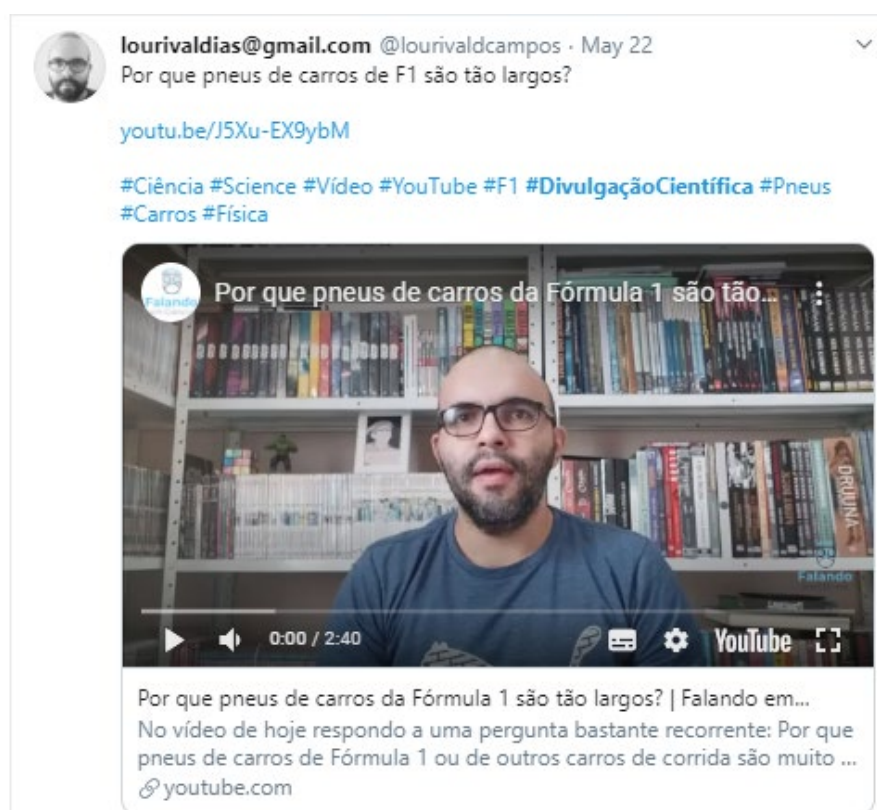 lourivaldias@gmail.com @lourivaldcampos · May 22
Por que pneus de carros de F1 são tão largos?
youtu.be/J5Xu-EX9ybM
#Ciência #Science #Vídeo #YouTube #F1 #DivulgaçãoCientífica #Pneus
#Carros #Física
Falando
Por que pneus de carros da Fórmula 1 são tão...
DRUUNA
Falando
0:00 / 2:40
YouTube
Por que pneus de carros da Fórmula 1 são tão largos? | Falando em...
No vídeo de hoje respondo a uma pergunta bastante recorrente: Por que
pneus de carros de Fórmula 1 ou de outros carros de corrida são muito ...
youtube.com